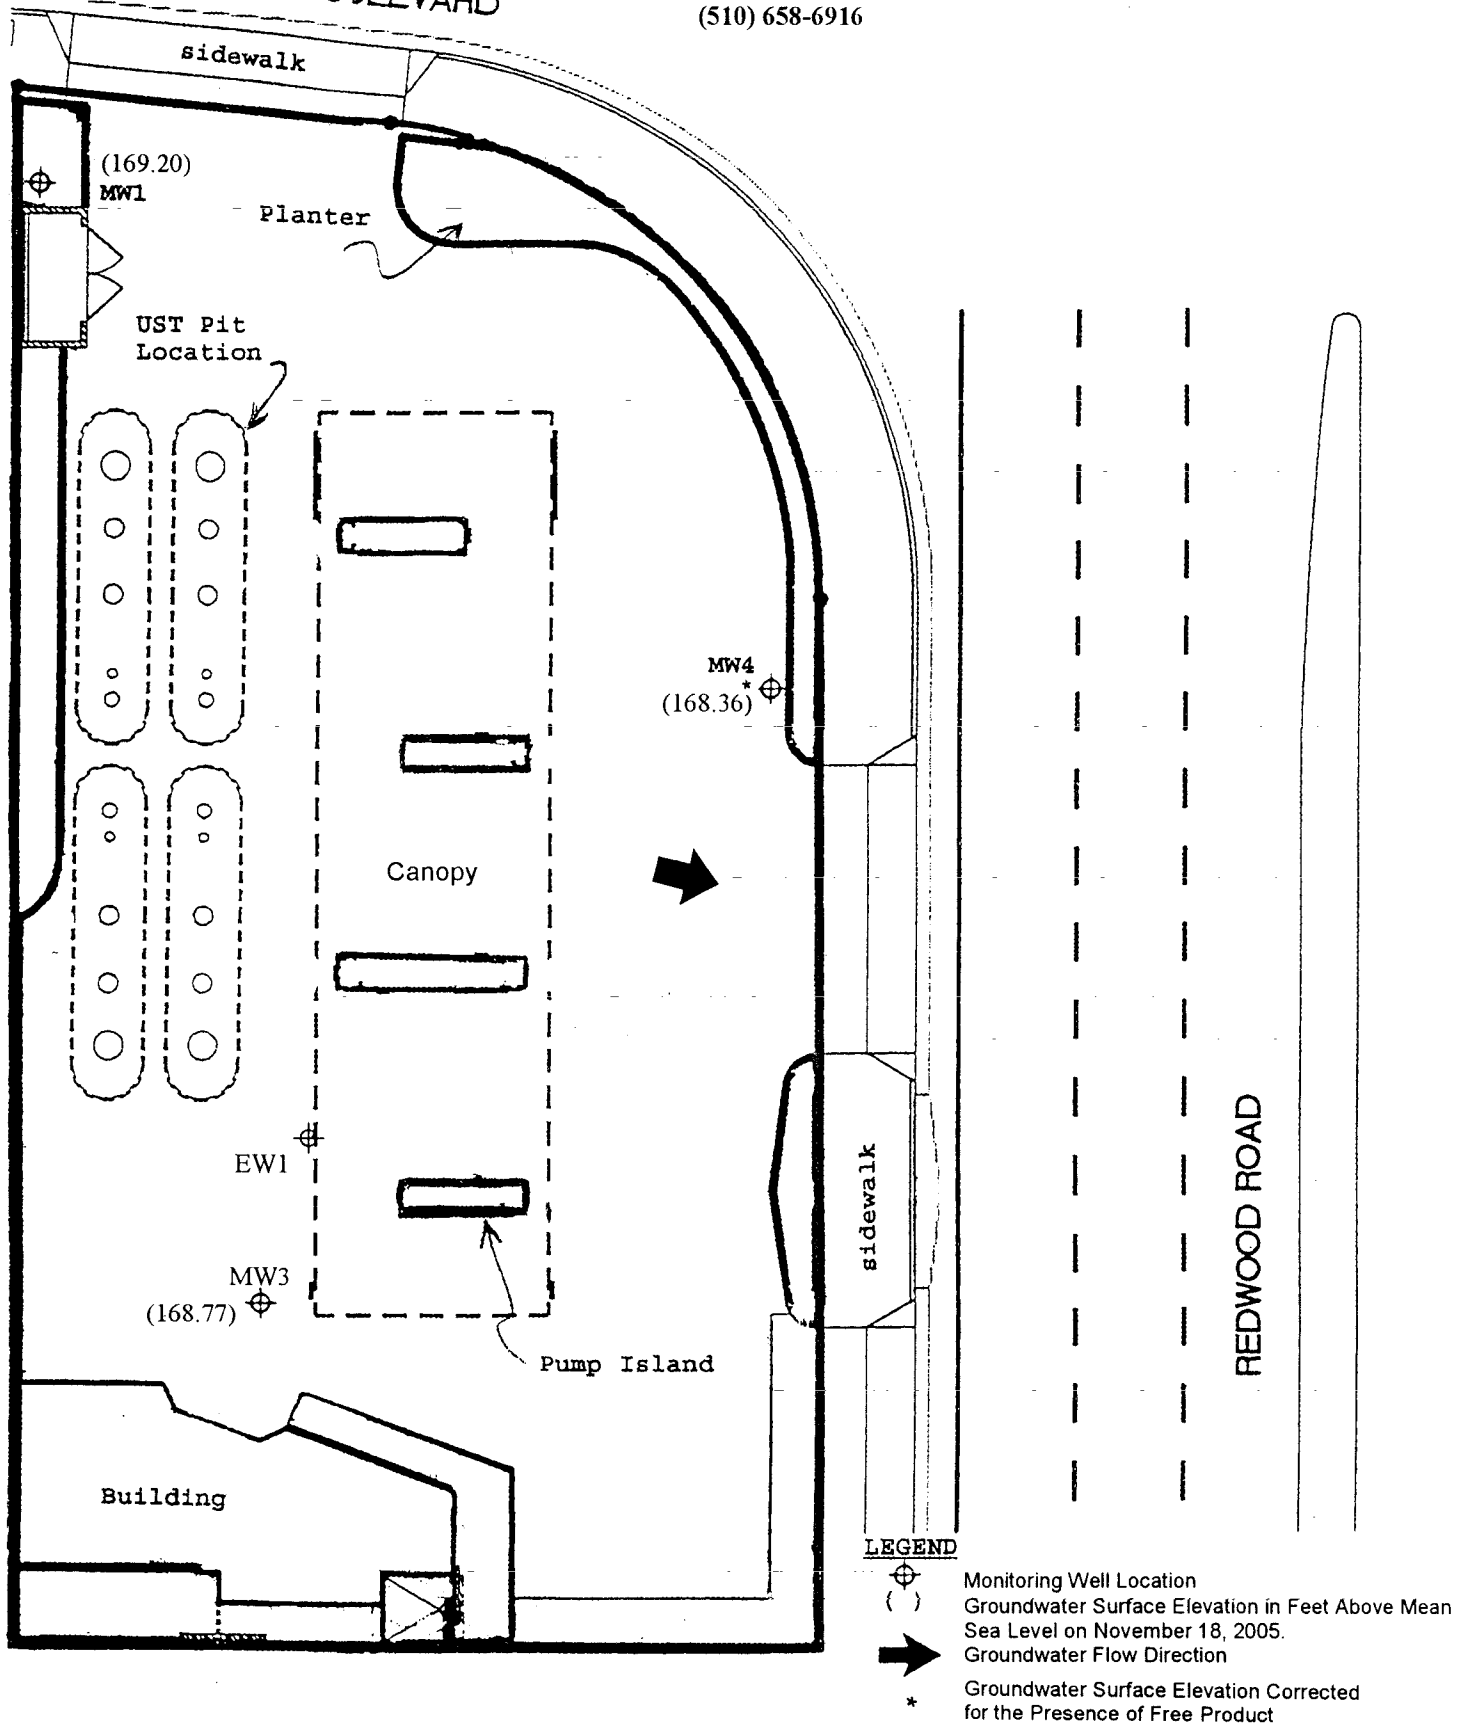 (510) 658-6916
sidewalk
(169.20)
MW1
Planter
UST Pit
Location
MW4
*
(168.36)
Canopy
EW1
MW3
(168.77)
Pump Island
sidewalk
REDWOOD ROAD
Building
LEGEND
Monitoring Well Location
( ) Groundwater Surface Elevation in Feet Above Mean
Sea Level on November 18, 2005.
Groundwater Flow Direction
* Groundwater Surface Elevation Corrected
for the Presence of Free Product